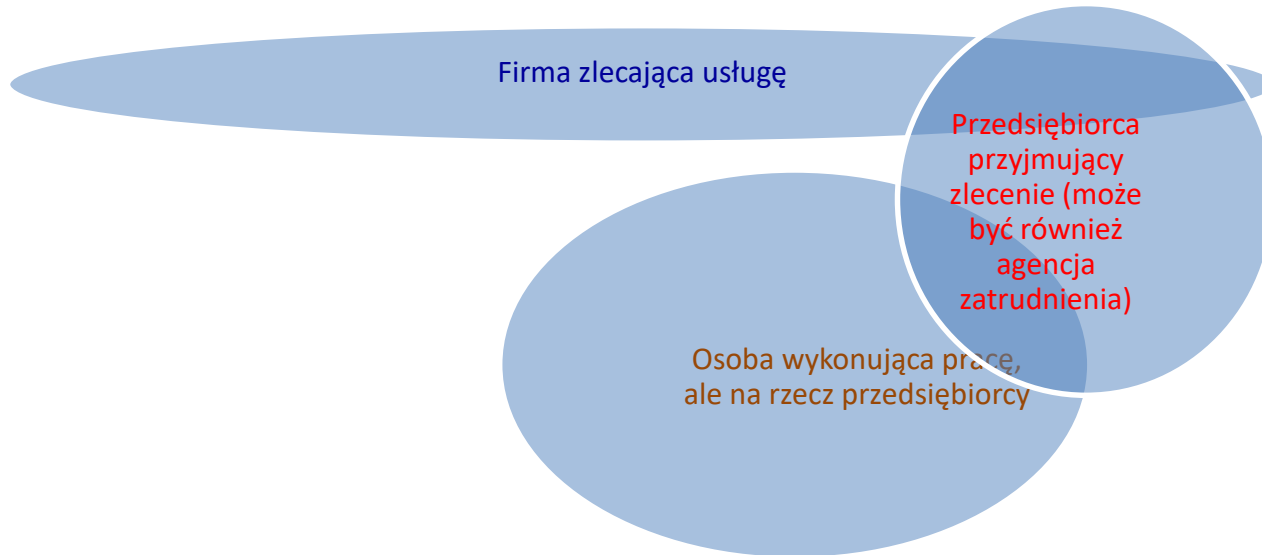 Firma zlecająca usługę
Przedsiębiorca
przyjmujący
zlecenie (może
być również
agencja
zatrudnienia)
Osoba wykonująca pracę,
ale na rzecz przedsiębiorcy